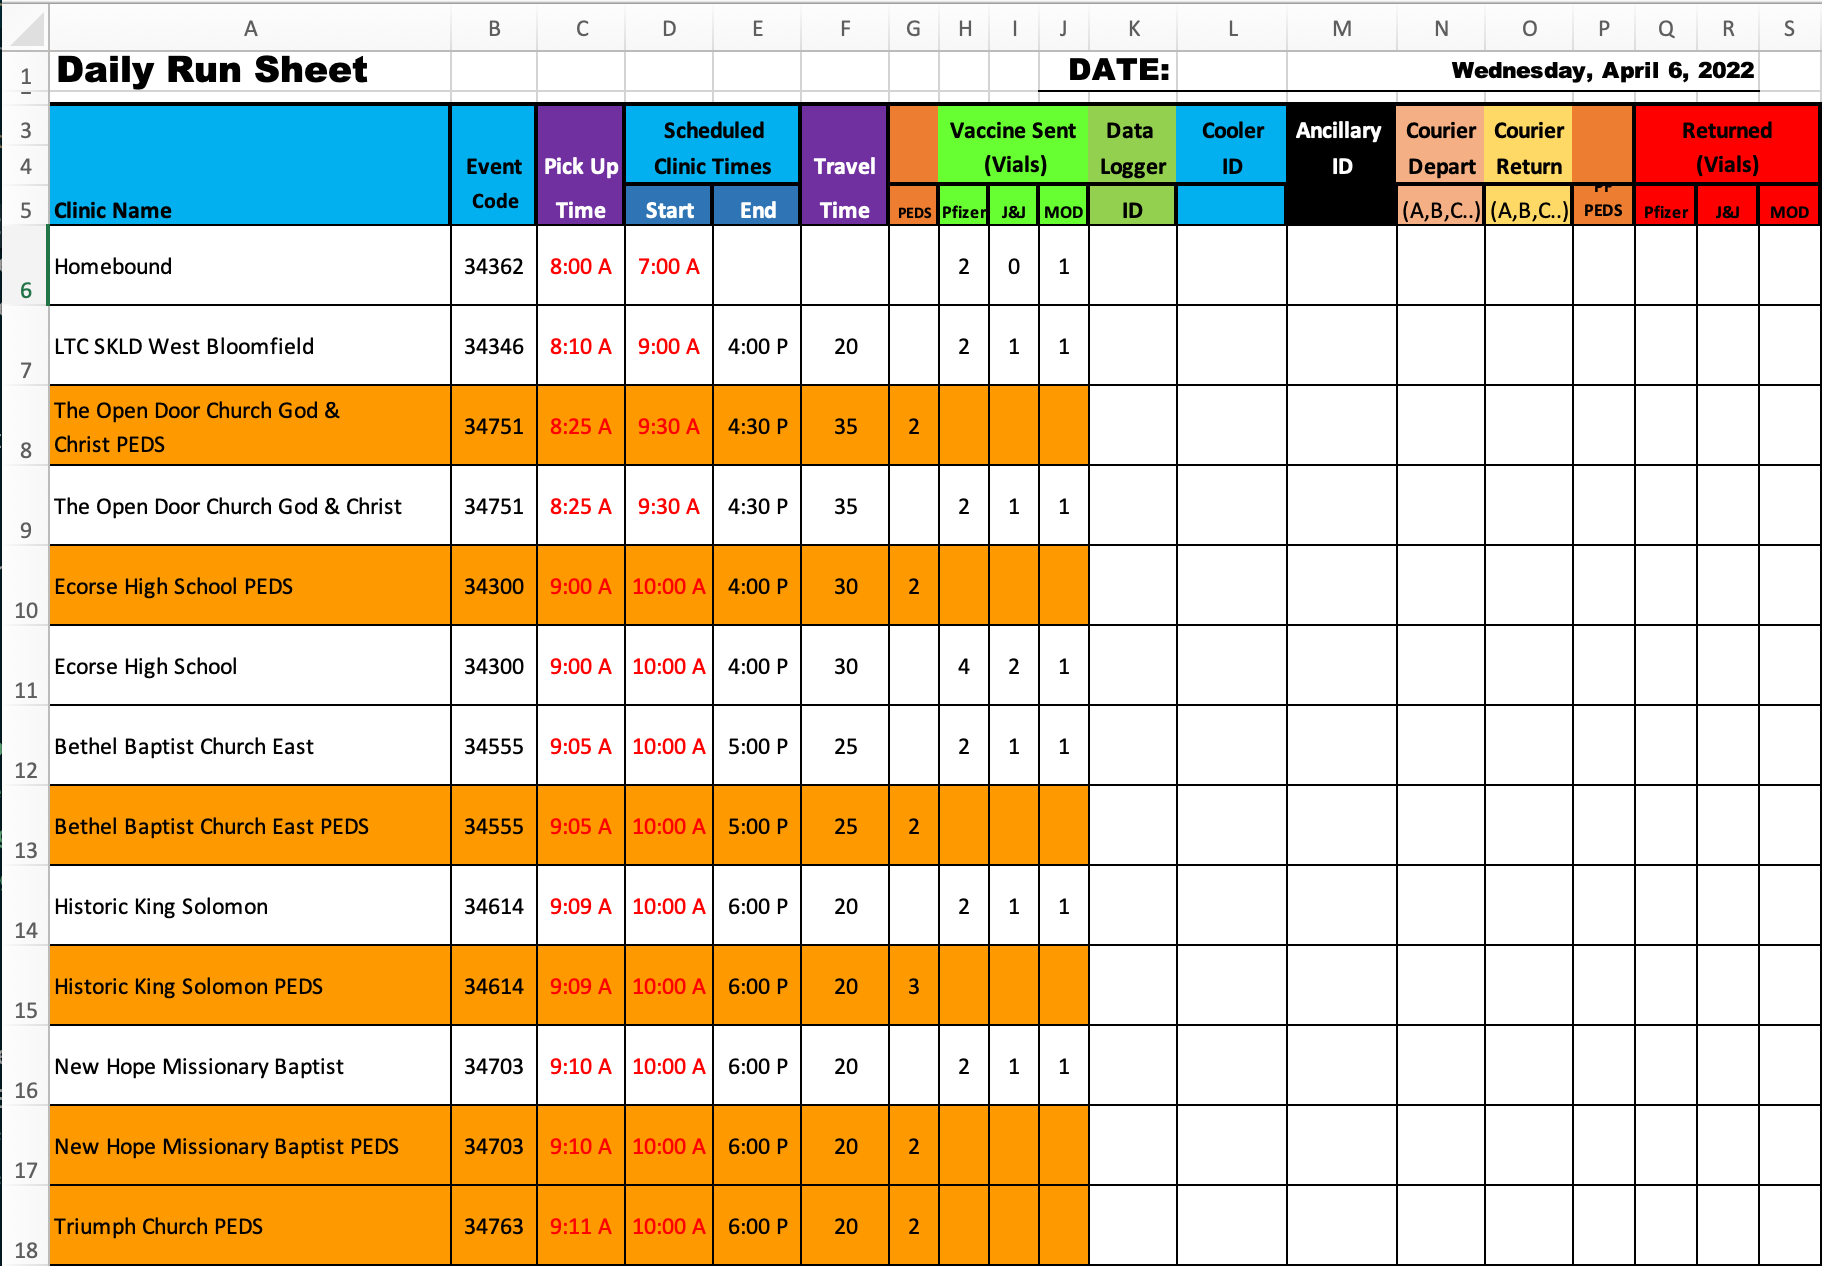 A B C D E F G H I J K L M N O P Q R S
1 Daily Run Sheet DATE: Wednesday, April 6, 2022
3 Scheduled Vaccine Sent Data Cooler Ancillary Courier Courier Returned
4 Event Pick Up Clinic Times Travel (Vials) Logger ID ID Depart Return (Vials)
Code
5 Clinic Name Time Start End Time PEDS Pfizer J&J MOD ID (A,B,C..) (A,B,C..) PEDS Pfizer J&J MOD
6 Homebound 34362 8:00 A 7:00 A 2 0 1
7 LTC SKLD West Bloomfield 34346 8:10 A 9:00 A 4:00 P 20 2 1 1
The Open Door Church God &
8 Christ PEDS 34751 8:25 A 9:30 A 4:30 P 35 2
9 The Open Door Church God & Christ 34751 8:25 A 9:30 A 4:30 P 35 2 1 1
10 Ecorse High School PEDS 34300 9:00 A 10:00 A 4:00 P 30 2
11 Ecorse High School 34300 9:00 A 10:00 A 4:00 P 30 4 2 1
12 Bethel Baptist Church East 34555 9:05 A 10:00 A 5:00 P 25 2 1 1
13 Bethel Baptist Church East PEDS 34555 9:05 A 10:00 A 5:00 P 25 2
14 Historic King Solomon 34614 9:09 A 10:00 A 6:00 P 20 2 1 1
15 Historic King Solomon PEDS 34614 9:09 A 10:00 A 6:00 P 20 3
16 New Hope Missionary Baptist 34703 9:10 A 10:00 A 6:00 P 20 2 1 1
17 New Hope Missionary Baptist PEDS 34703 9:10 A 10:00 A 6:00 P 20 2
18 Triumph Church PEDS 34763 9:11 A 10:00 A 6:00 P 20 2